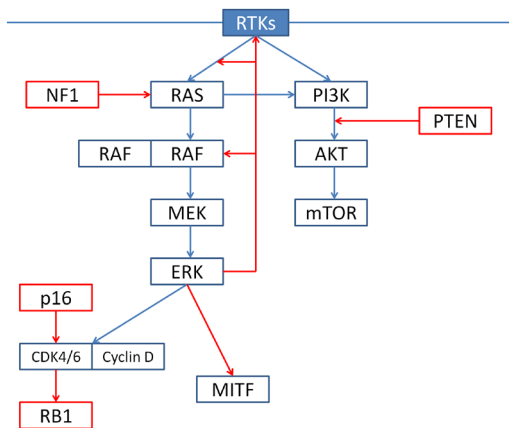 RTKs
NF1
RAS
PI3K
PTEN
RAF
RAF
AKT
MEK
mTOR
ERK
p16
CDK4/6
Cyclin D
MITF
RB1